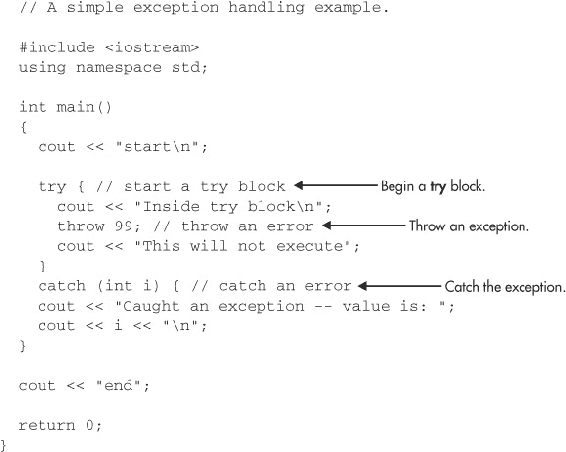 // A simple exception handling example.
#include <iostream>
using namespace std;
int main()
{
cout << "start\n";
try { // start a try block Begin a try block.
cout << "Inside try block\n";
throw 99; // throw an error Throw an exception.
cout << "This will not execute";
}
catch (int i) { // catch an error Catch the exception.
cout << "Caught an exception -- value is: ";
cout << i << "\n";
}
cout << "end";
return 0;
}